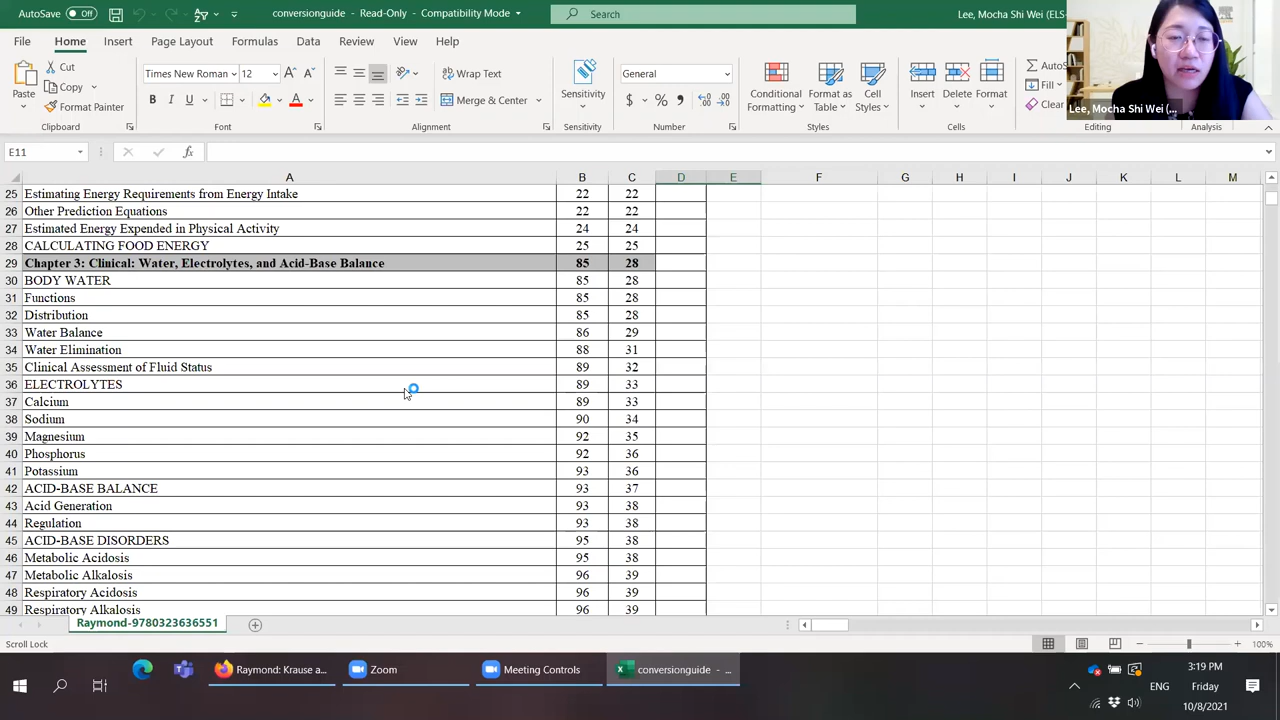 AutoSave Off conversionguide - Read-Only - Compatibility Mode Search Lee, Mocha Shi Wei (ELS-
File Home Insert Page Layout Formulas Data Review View Help
Cut Times New Roman 12 Wrap Text General AutoS
Copy Fill
Paste Format Painter Merge & Center Sensitivity Conditional Formatting Format as Table Cell Styles Insert Delete Format Clear
Lee, Mocha Shi Wei (...
Clipboard Font Alignment Sensitivity Number Styles Cells Editing Analysis
E11 fx
A B C D E F G H I J K L M
25 Estimating Energy Requirements from Energy Intake 22 22
26 Other Prediction Equations 22 22
27 Estimated Energy Expended in Physical Activity 24 24
28 CALCULATING FOOD ENERGY 25 25
29 Chapter 3: Clinical: Water, Electrolytes, and Acid-Base Balance 85 28
30 BODY WATER 85 28
31 Functions 85 28
32 Distribution 85 28
33 Water Balance 86 29
34 Water Elimination 88 31
35 Clinical Assessment of Fluid Status 89 32
36 ELECTROLYTES 89 33
37 Calcium 89 33
38 Sodium 90 34
39 Magnesium 92 35
40 Phosphorus 92 36
41 Potassium 93 36
42 ACID-BASE BALANCE 93 37
43 Acid Generation 93 38
44 Regulation 93 38
45 ACID-BASE DISORDERS 95 38
46 Metabolic Acidosis 95 38
47 Metabolic Alkalosis 96 39
48 Respiratory Acidosis 96 39
49 Respiratory Alkalosis 96 39
Raymond-9780323636551
Scroll Lock 100%
Raymond: Krause a... Zoom Meeting Controls conversionguide - ... 3:19 PM
ENG Friday
10/8/2021